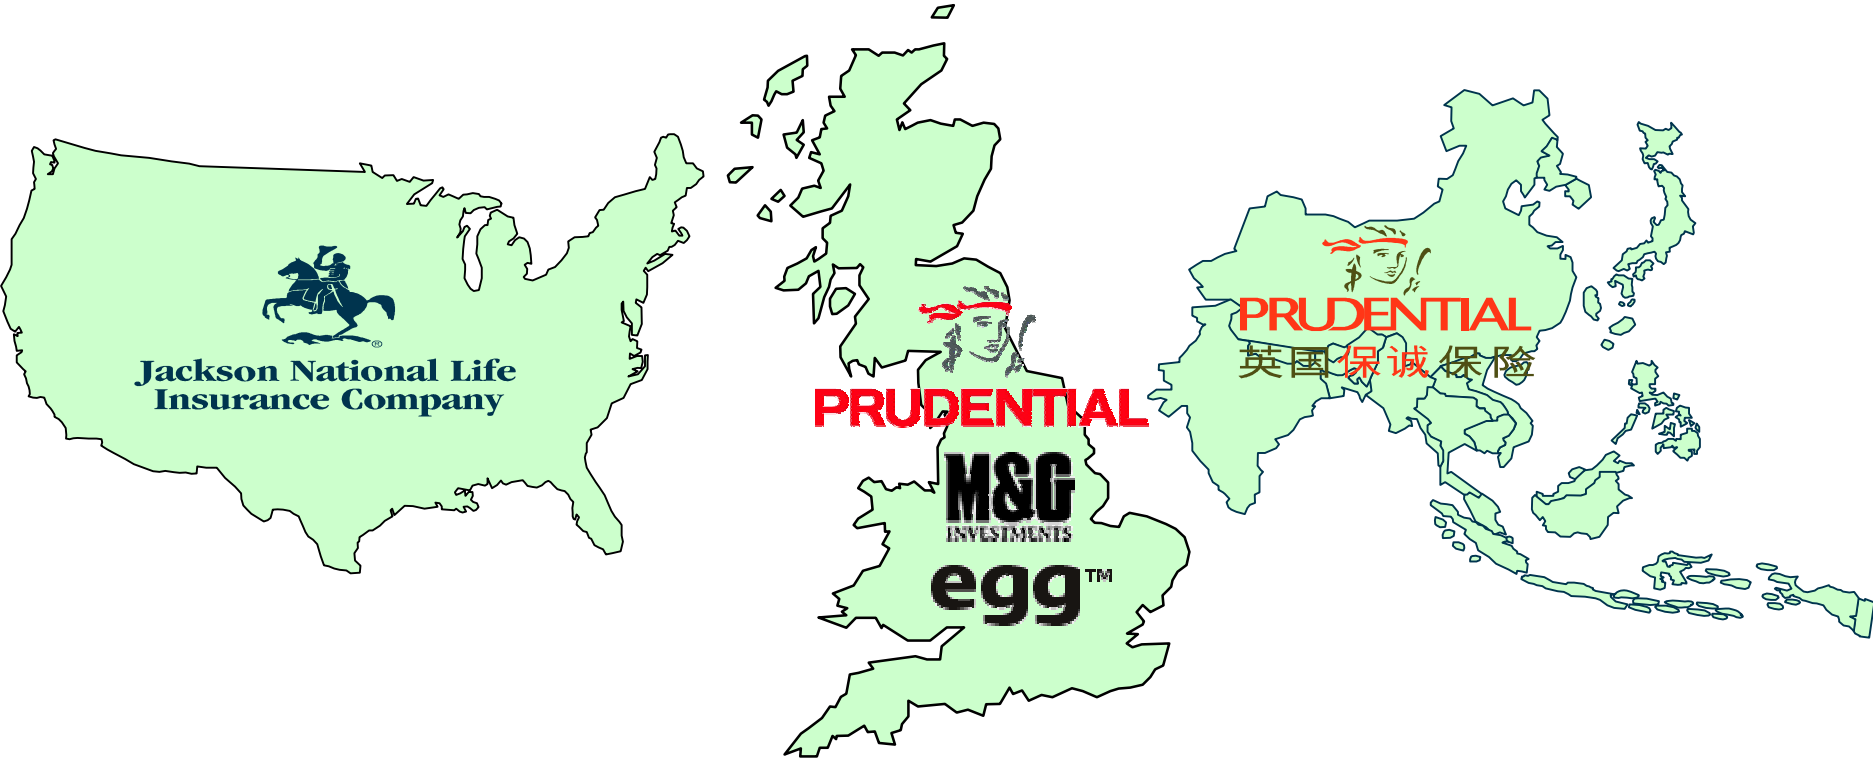 Jackson National Life
Insurance Company
®
PRUDENTIAL
M&G
INVESTMENTS
egg™
PRUDENTIAL
英国保诚保险